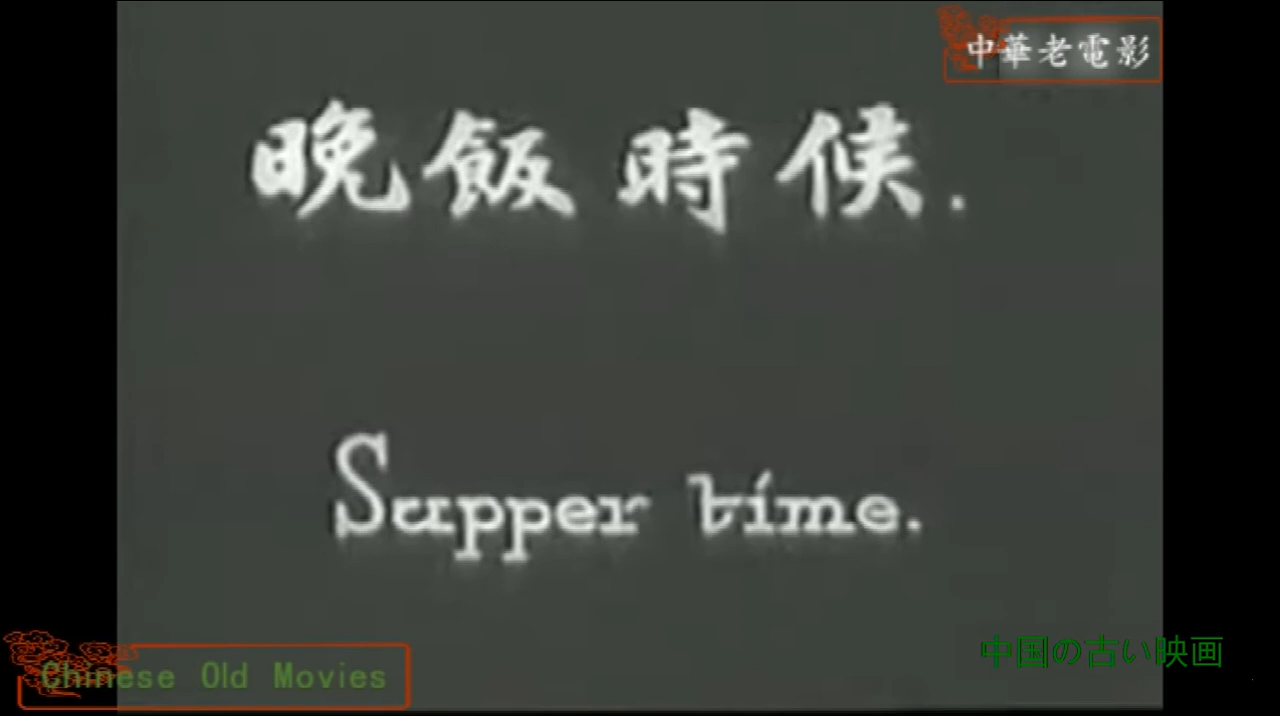 中華老電影
晚飯時候.
Supper time.
中国の古い映画
Chinese Old Movies